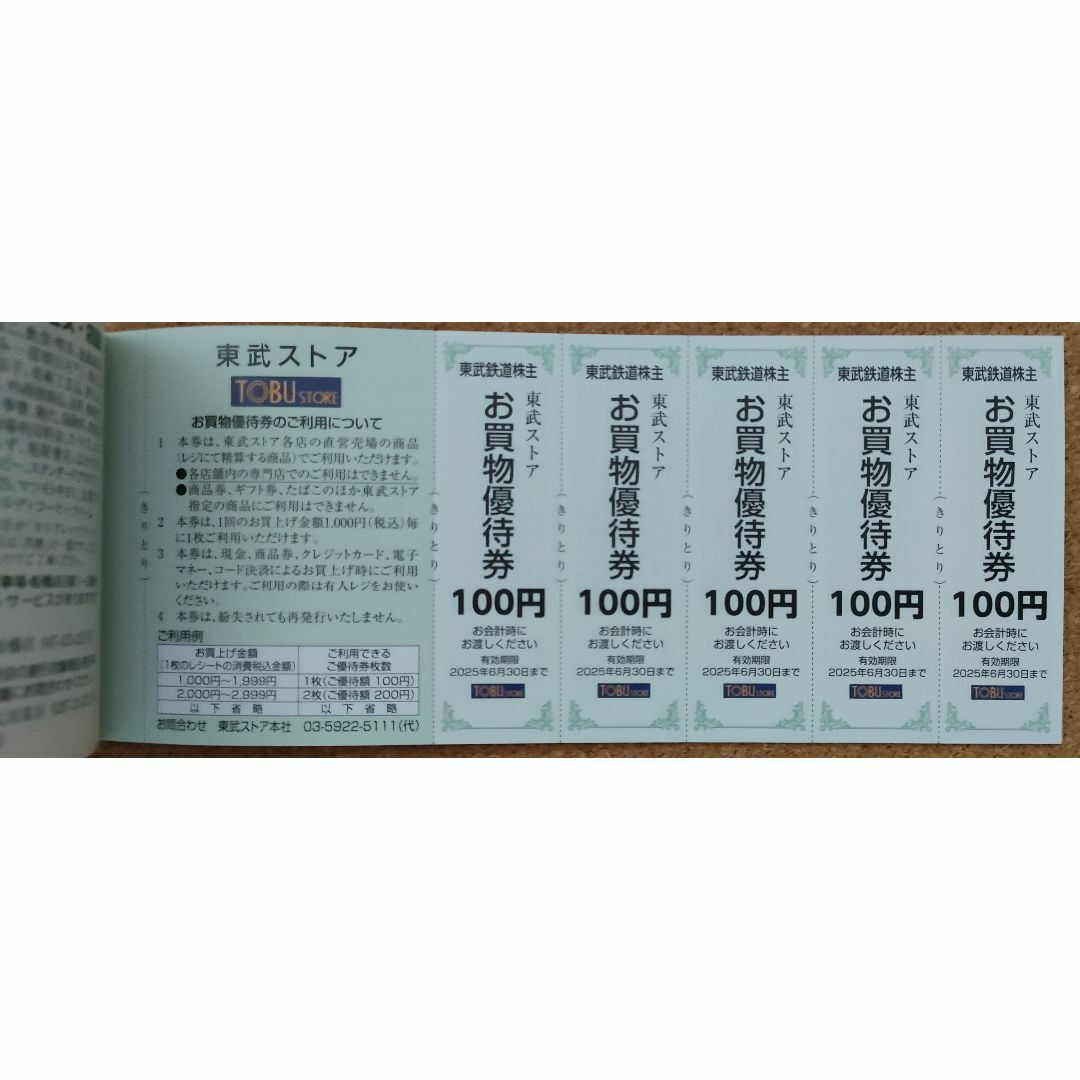 東武ストア
TOBU STORE
お買物優待券のご利用について
1 本券は、東武ストア各店の直営売場の商品
(レジにて精算する商品)でご利用いただけます。
●各店舗内の専門店でのご利用はできません。
●商品券、ギフト券、たばこのほか東武ストア
指定の商品にご利用はできません。
2 本券は、1回のお買上げ金額1,000円(税込)毎
に1枚ご利用いただけます。
3 本券は、現金、商品券、クレジットカード、電子
マネー、コード決済によるお買上げ時にご利用
いただけます。ご利用の際は有人レジをお使い
ください。
4 本券は、紛失されても再発行いたしません。
ご利用例
お買上げ金額
(1枚のレシートの消費税込金額)
ご利用できる
ご優待券枚数
1,000円〜1,999円 1枚(ご優待額 100円)
2,000円〜2,999円 2枚(ご優待額 200円)
以下省略 以下省略
お問合わせ 東武ストア本社 03-5922-5111(代)
(きりとり)
(きりとり)
東武鉄道株主
東武ストア
お買物優待券
100円
お会計時に
お渡しください
有効期限
2025年6月30日まで
TOBU STORE
(きりとり)
東武鉄道株主
東武ストア
お買物優待券
100円
お会計時に
お渡しください
有効期限
2025年6月30日まで
TOBU STORE
(きりとり)
東武鉄道株主
東武ストア
お買物優待券
100円
お会計時に
お渡しください
有効期限
2025年6月30日まで
TOBU STORE
(きりとり)
東武鉄道株主
東武ストア
お買物優待券
100円
お会計時に
お渡しください
有効期限
2025年6月30日まで
TOBU STORE
(きりとり)
東武鉄道株主
東武ストア
お買物優待券
100円
お会計時に
お渡しください
有効期限
2025年6月30日まで
TOBU STORE